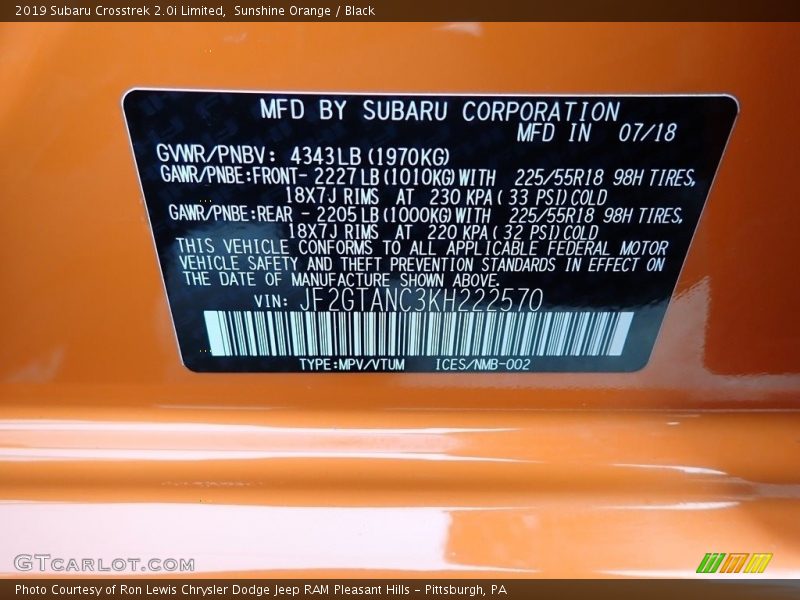 2019 Subaru Crosstrek 2.0i Limited,  Sunshine Orange / Black
MFD BY SUBARU CORPORATION
MFD IN 07/18
GVWR/PNBV: 4343LB (1970KG)
GAWR/PNBE:FRONT- 2227 LB (1010KG) WITH 225/55R18 98H TIRES,
18X7J RIMS AT 230 KPA ( 33 PSI) COLD
GAWR/PNBE:REAR - 2205 LB (1000KG) WITH 225/55R18 98H TIRES,
18X7J RIMS AT 220 KPA ( 32 PSI) COLD
THIS VEHICLE CONFORMS TO ALL APPLICABLE FEDERAL MOTOR
VEHICLE SAFETY AND THEFT PREVENTION STANDARDS IN EFFECT ON
THE DATE OF MANUFACTURE SHOWN ABOVE.
VIN: JF2GTANC3KH222570
TYPE:MPV/VTUM ICES/NMB-002
GTCARLOT.COM
Photo Courtesy of Ron Lewis Chrysler Dodge Jeep RAM Pleasant Hills - Pittsburgh, PA